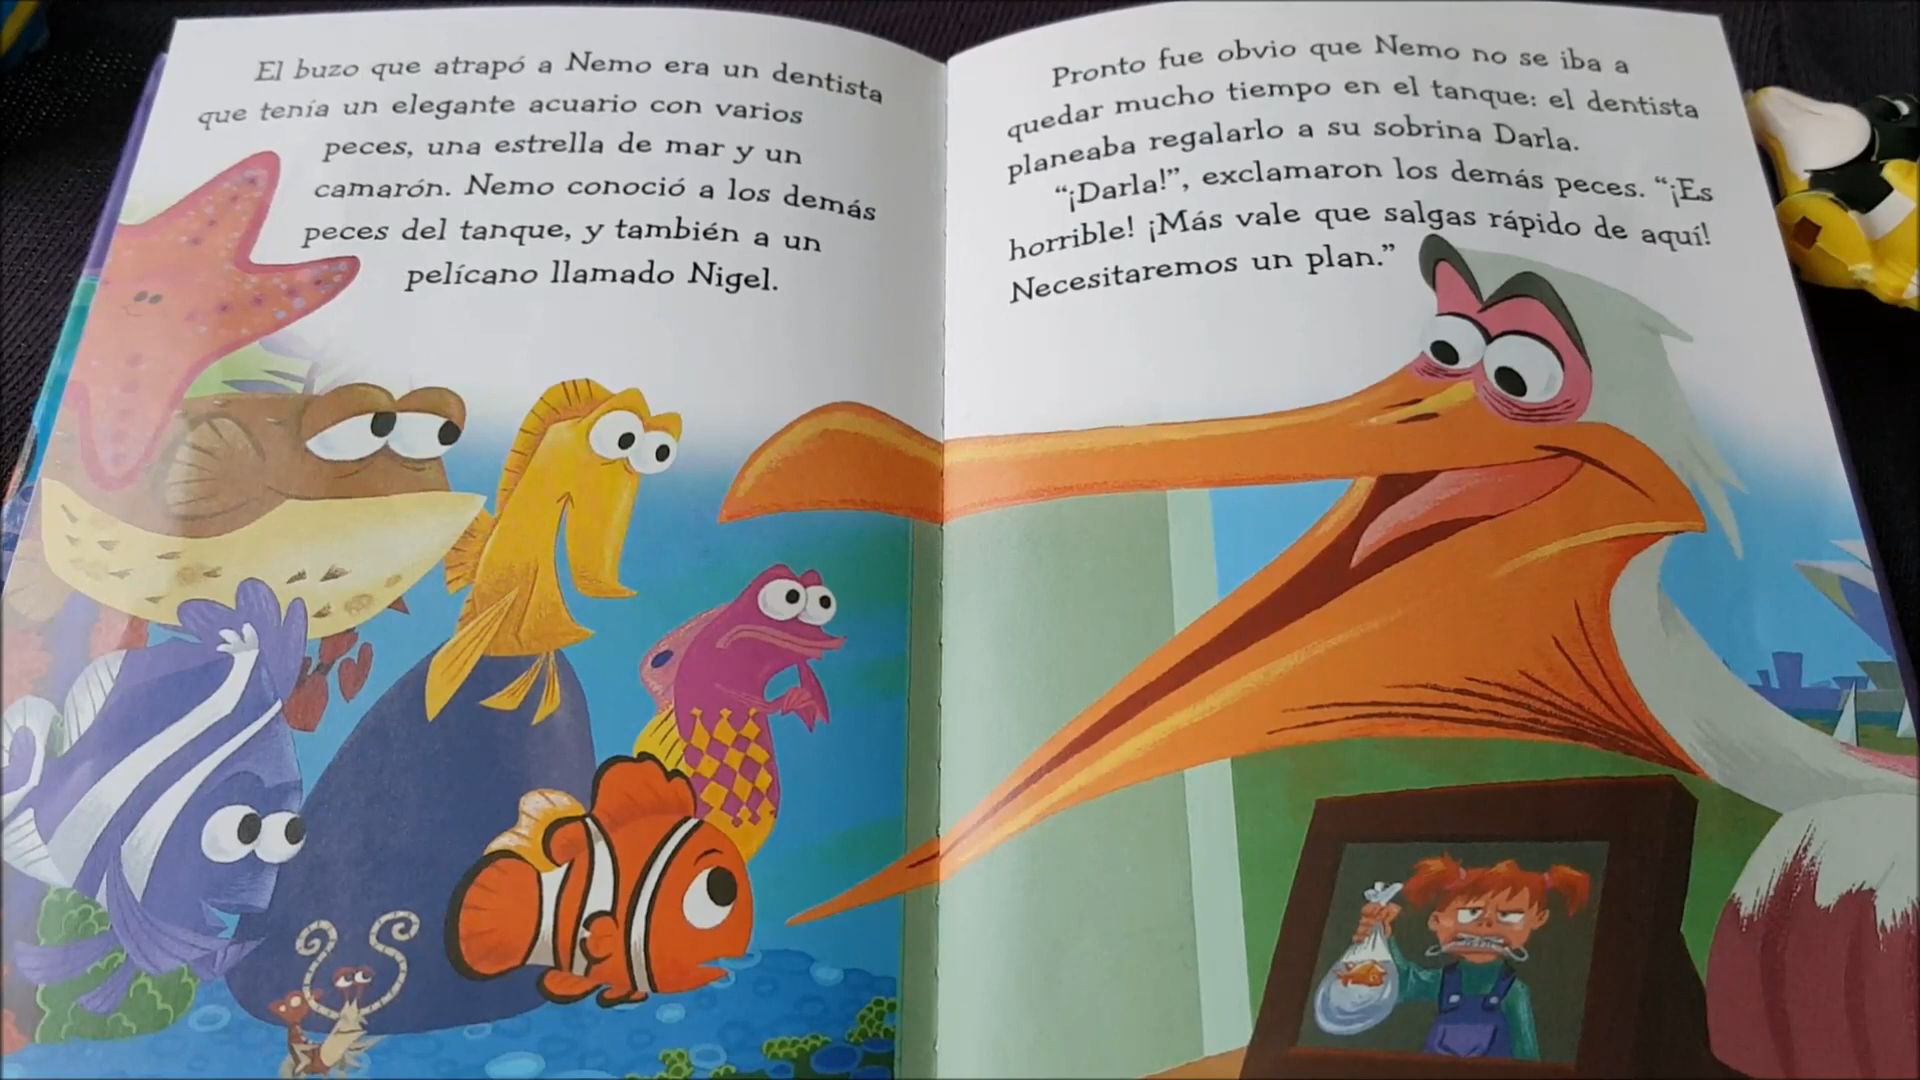 El buzo que atrapó a Nemo era un dentista
que tenía un elegante acuario con varios
peces, una estrella de mar y un
camarón. Nemo conoció a los demás
peces del tanque, y también a un
pelícano llamado Nigel.
Pronto fue obvio que Nemo no se iba a
quedar mucho tiempo en el tanque: el dentista
planeaba regalarlo a su sobrina Darla.
“¡Darla!”, exclamaron los demás peces. “¡Es
horrible! ¡Más vale que salgas rápido de aquí!
Necesitaremos un plan.”